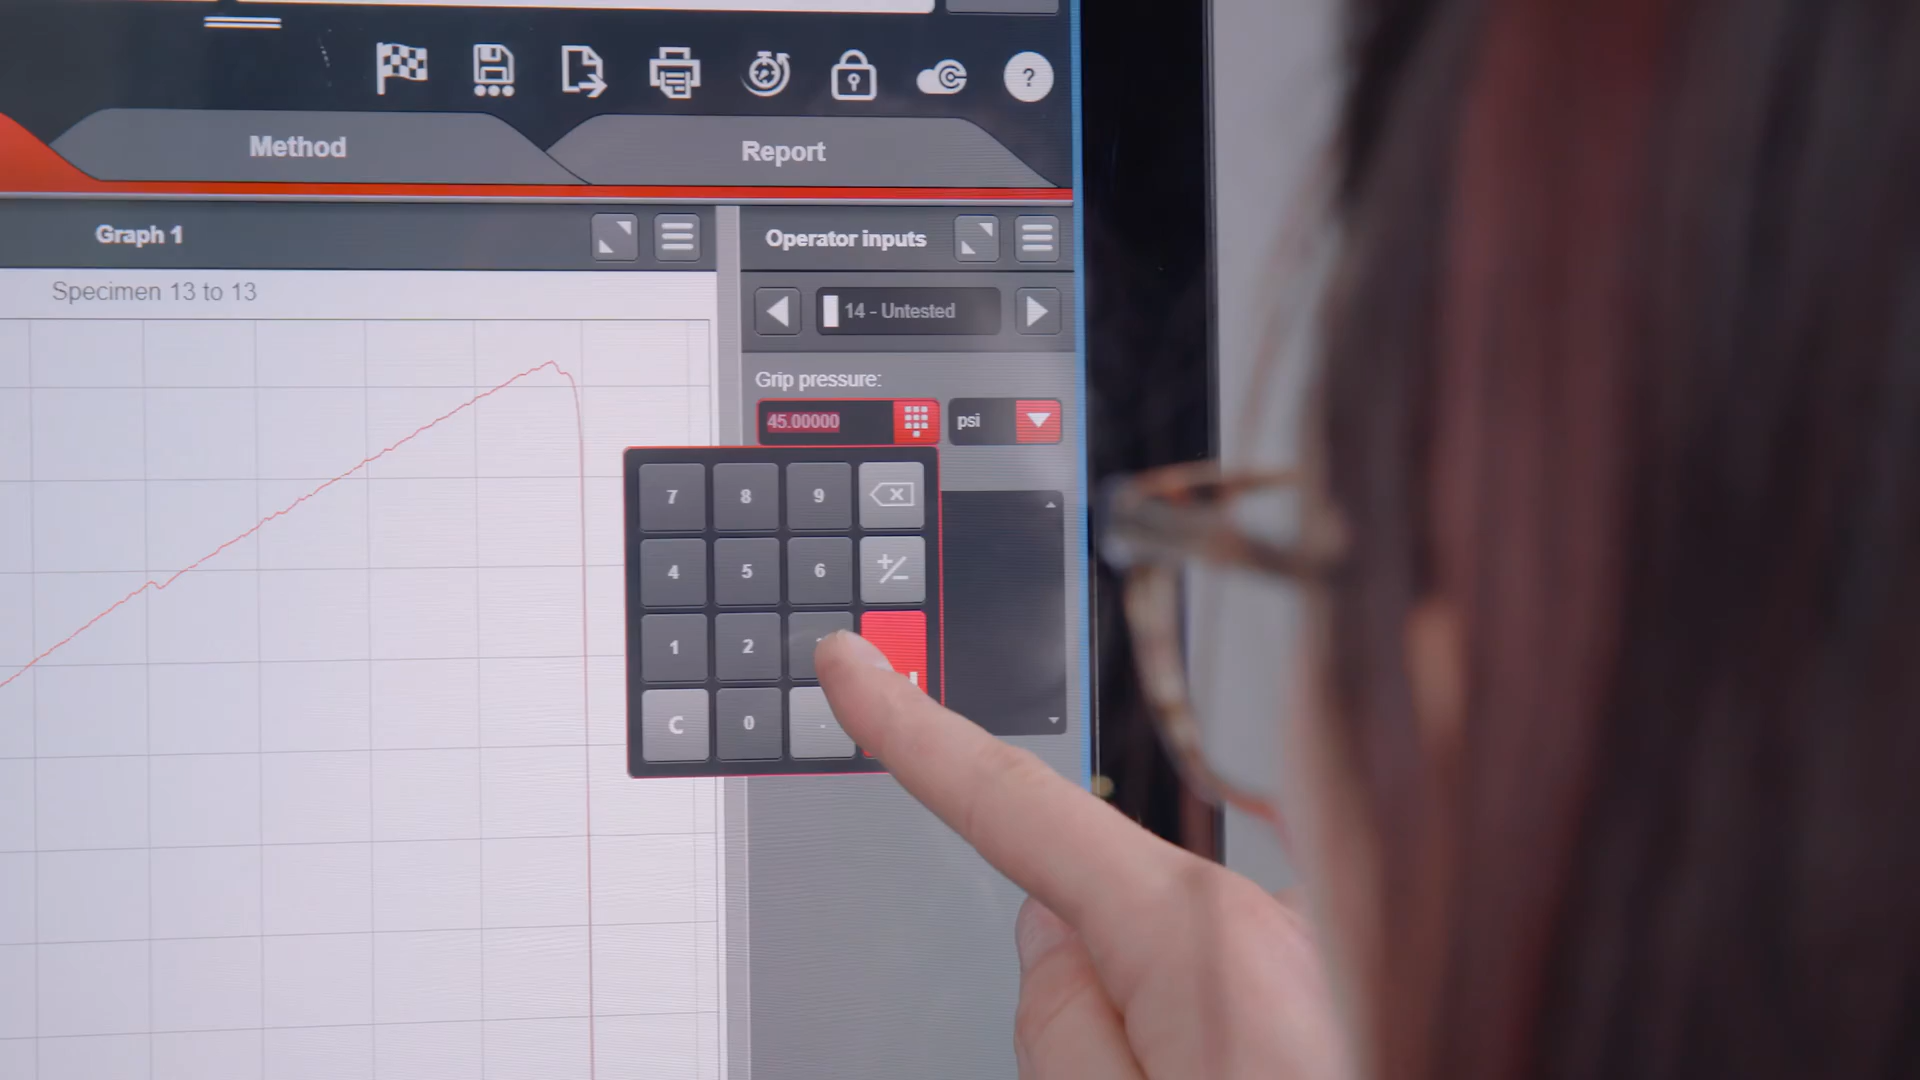 ?
Method
Report
Graph 1
Operator inputs
Specimen 13 to 13
14 - Untested
Grip pressure:
45.00000
psi
7 8 9
4 5 6 +/-
1 2
C 0 .